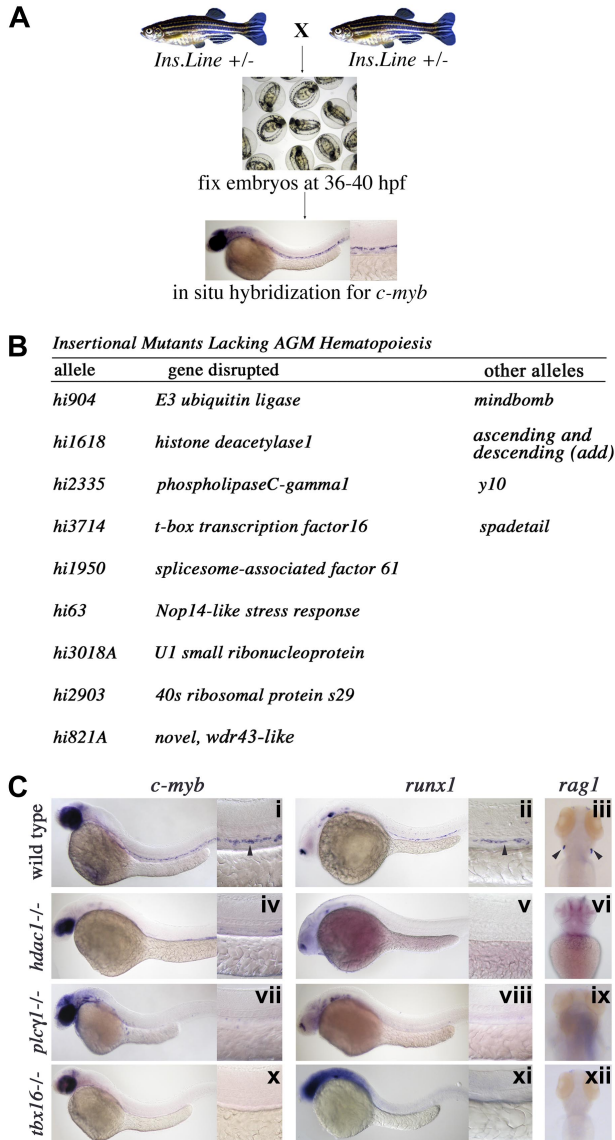 A
X
Ins.Line +/-
Ins.Line +/-
fix embryos at 36-40 hpf
in situ hybridization for c-myb
B
Insertional Mutants Lacking AGM Hematopoiesis
allele gene disrupted other alleles
hi904 E3 ubiquitin ligase mindbomb
hi1618 histone deacetylase1 ascending and
descending (add)
hi2335 phospholipaseC-gamma1 y10
hi3714 t-box transcription factor16 spadetail
hi1950 splicesome-associated factor 61
hi63 Nop14-like stress response
hi3018A U1 small ribonucleoprotein
hi2903 40s ribosomal protein s29
hi821A novel, wdr43-like
C
c-myb runx1 rag1
wild type i ii iii
hdac1-/- iv v vi
plcγ1-/- vii viii ix
tbx16-/- x xi xii